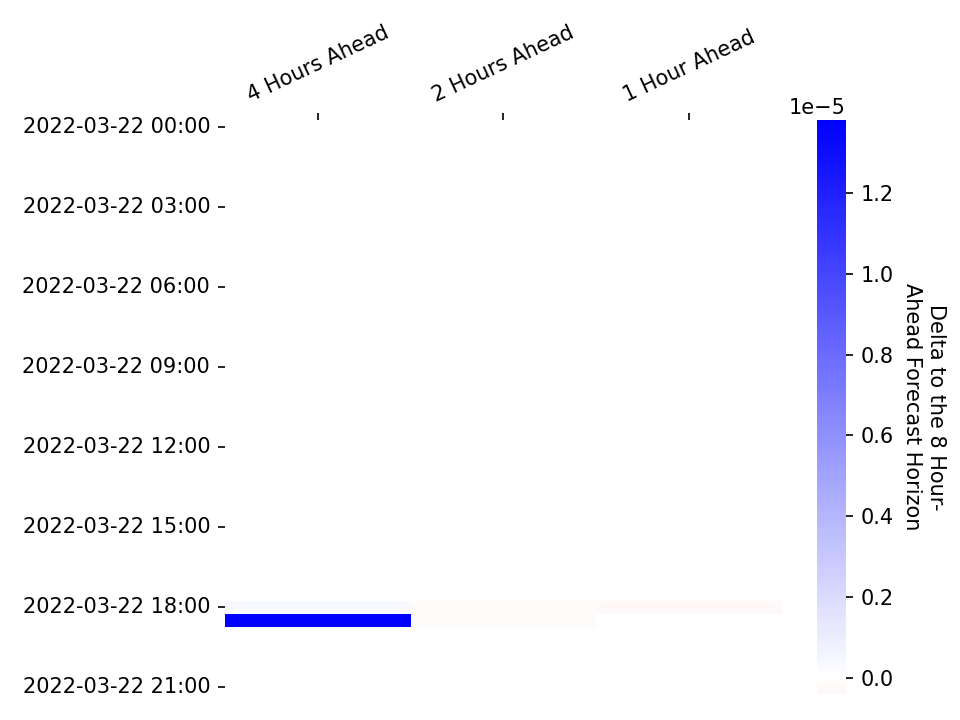 4 Hours Ahead
2 Hours Ahead
1 Hour Ahead
2022-03-22 00:00
2022-03-22 03:00
2022-03-22 06:00
2022-03-22 09:00
2022-03-22 12:00
2022-03-22 15:00
2022-03-22 18:00
2022-03-22 21:00
1e−5
1.2
1.0
0.8
0.6
0.4
0.2
0.0
Delta to the 8 Hour-
Ahead Forecast Horizon